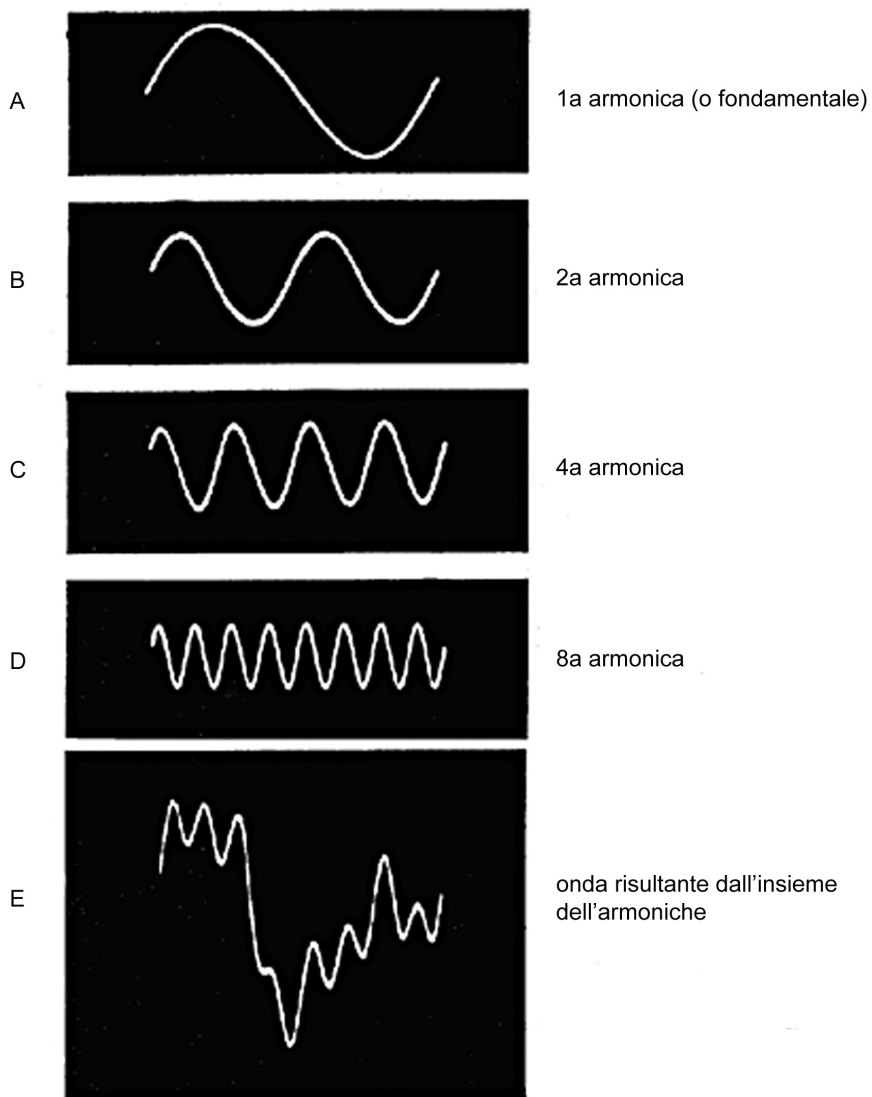 A
1a armonica (o fondamentale)
B
2a armonica
C
4a armonica
D
8a armonica
E
onda risultante dall'insieme
dell'armoniche